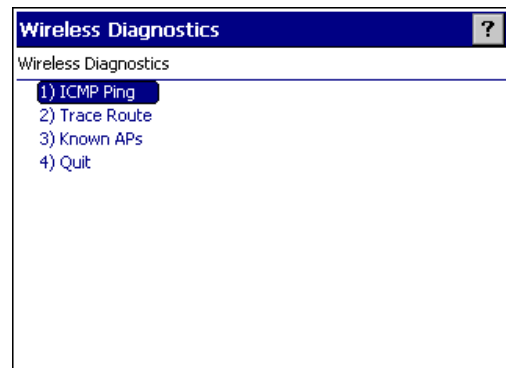 Wireless Diagnostics ?
Wireless Diagnostics
1) ICMP Ping
2) Trace Route
3) Known APs
4) Quit